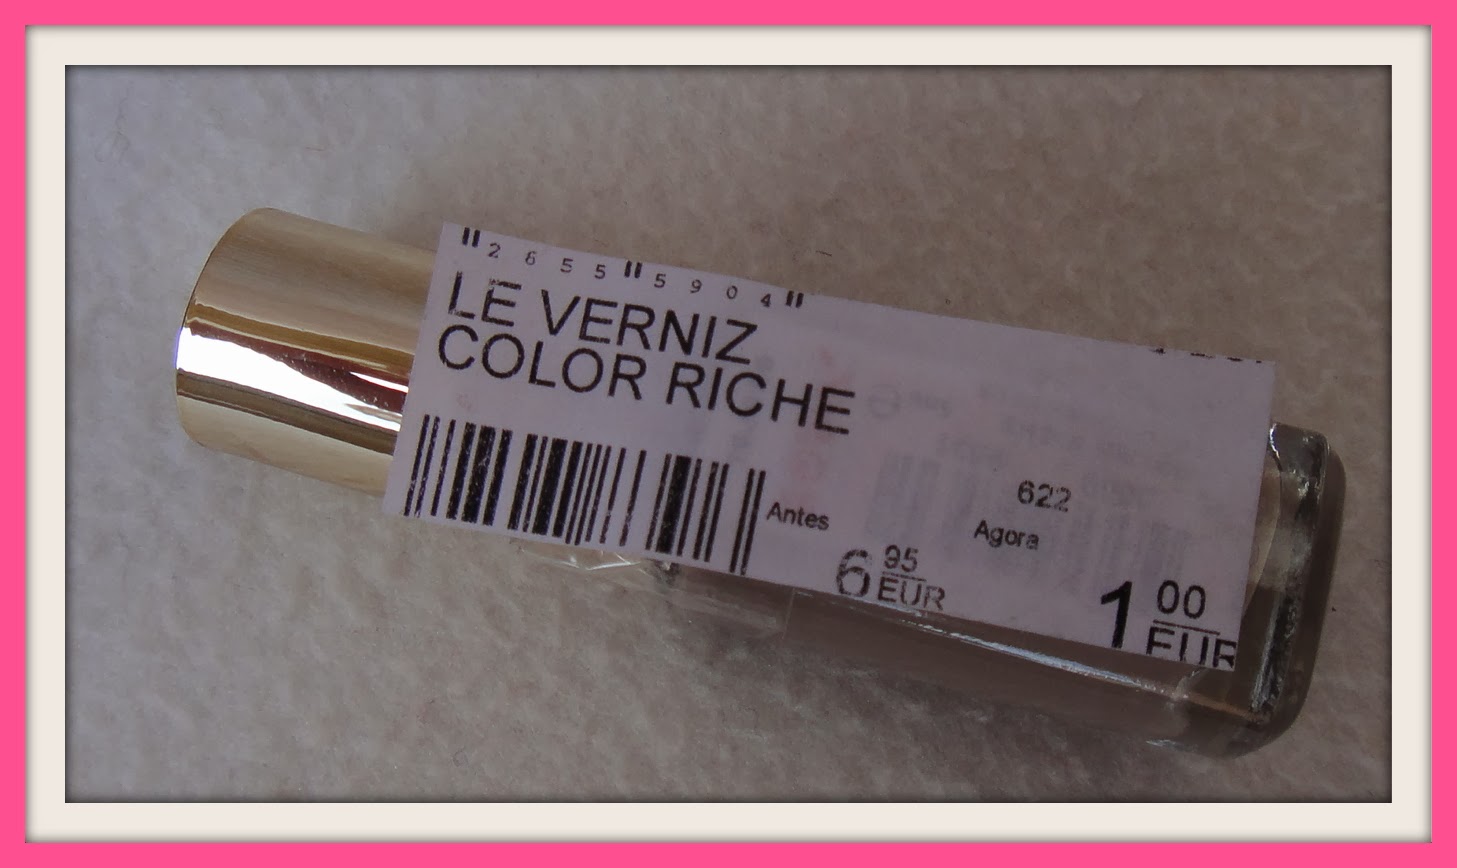 2655 5904
LE VERNIZ
COLOR RICHE
622
Antes Agora
6 95 EUR 1 00 EUR